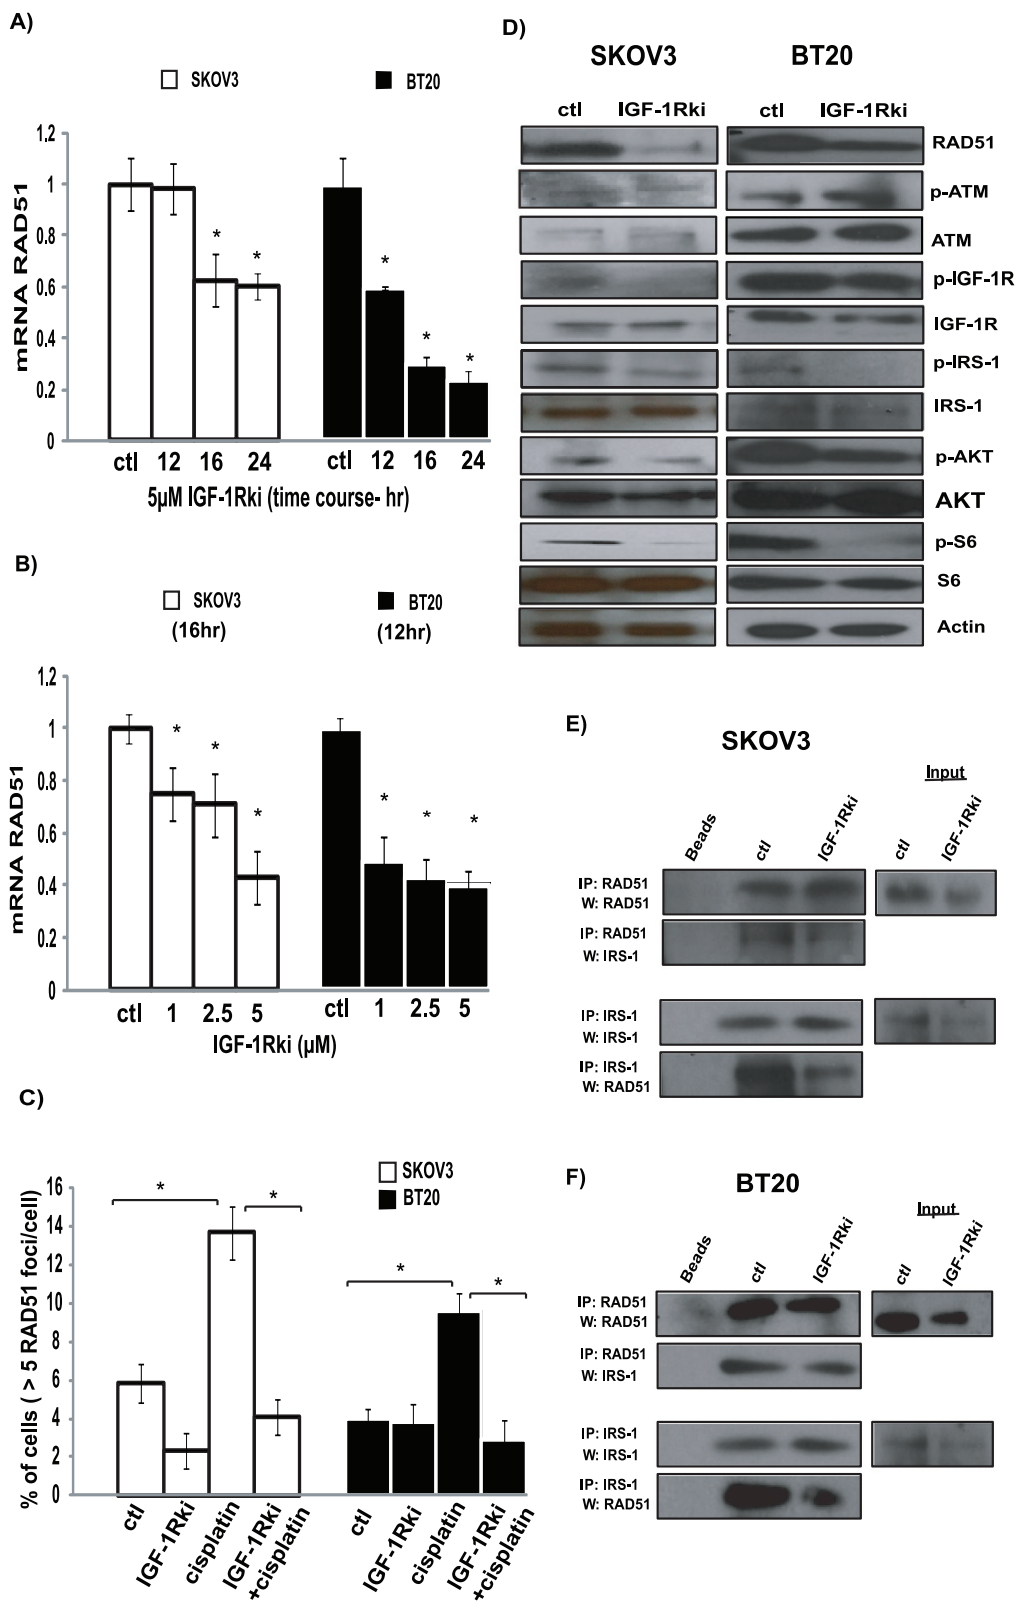 A)
SKOV3 BT20
mRNA RAD51
1.2
1
0.8
0.6
0.4
0.2
0
* * * * *
ctl 12 16 24 ctl 12 16 24
5µM IGF-1Rki (time course- hr)
B)
SKOV3 BT20
(16hr) (12hr)
mRNA RAD51
1.2
1
0.8
0.6
0.4
0.2
0
* * * * * *
ctl 1 2.5 5 ctl 1 2.5 5
IGF-1Rki (µM)
C)
SKOV3
BT20
% of cells ( > 5 RAD51 foci/cell)
16
14
12
10
8
6
4
2
0
* * * *
ctl IGF-1Rki cisplatin IGF-1Rki +cisplatin ctl IGF-1Rki cisplatin IGF-1Rki +cisplatin
D)
SKOV3 BT20
ctl IGF-1Rki ctl IGF-1Rki
RAD51
p-ATM
ATM
p-IGF-1R
IGF-1R
p-IRS-1
IRS-1
p-AKT
AKT
p-S6
S6
Actin
E)
SKOV3
Input
Beads ctl IGF-1Rki ctl IGF-1Rki
IP: RAD51
W: RAD51
IP: RAD51
W: IRS-1
IP: IRS-1
W: IRS-1
IP: IRS-1
W: RAD51
F)
BT20
Input
Beads ctl IGF-1Rki ctl IGF-1Rki
IP: RAD51
W: RAD51
IP: RAD51
W: IRS-1
IP: IRS-1
W: IRS-1
IP: IRS-1
W: RAD51